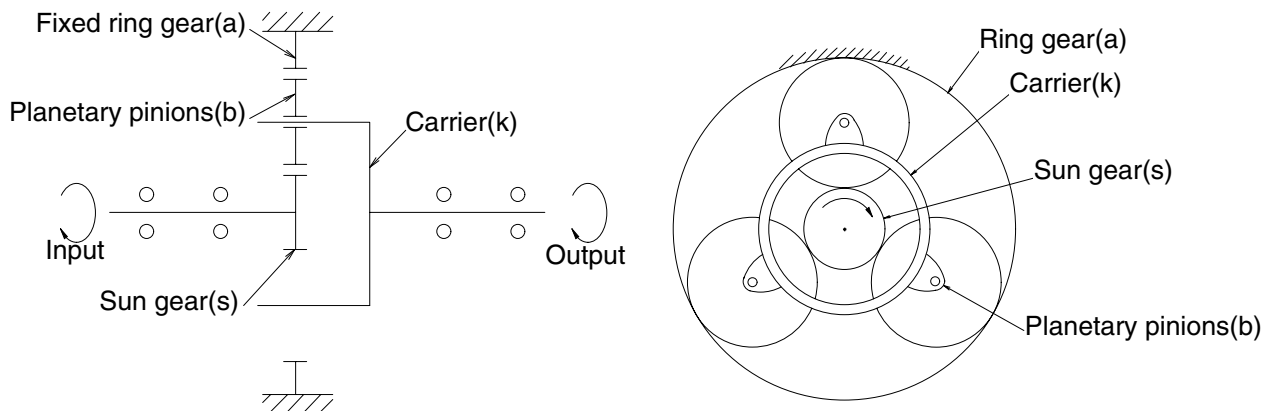 Fixed ring gear(a)
Planetary pinions(b)
Carrier(k)
Input
Output
Sun gear(s)
Ring gear(a)
Carrier(k)
Sun gear(s)
Planetary pinions(b)